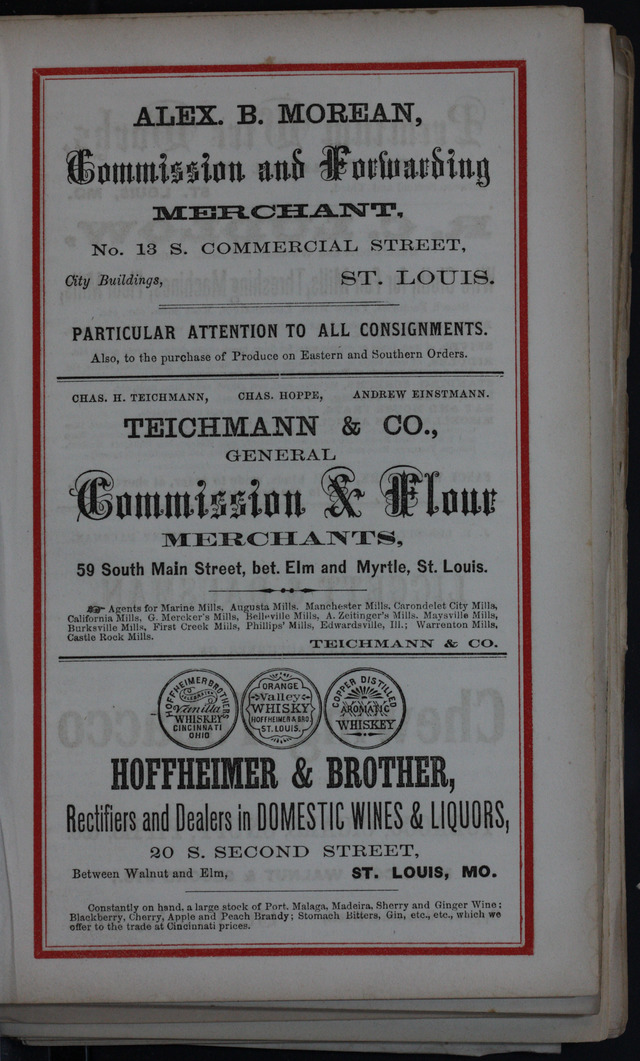 ALEX. B. MOREAN,
Commission and Forwarding
MERCHANT,
No. 13 S. COMMERCIAL STREET,
City Buildings, ST. LOUIS.
PARTICULAR ATTENTION TO ALL CONSIGNMENTS.
Also, to the purchase of Produce on Eastern and Southern Orders.
CHAS. H. TEICHMANN, CHAS. HOPPE, ANDREW EINSTMANN.
TEICHMANN & CO.,
GENERAL
Commission & Flour
MERCHANTS,
59 South Main Street, bet. Elm and Myrtle, St. Louis.
☞ Agents for Marine Mills, Augusta Mills, Manchester Mills, Carondelet City Mills,
California Mills, G. Mercker's Mills, Belleville Mills, A. Zeitinger's Mills, Maysville Mills,
Burksville Mills, First Creek Mills, Phillips' Mills, Edwardsville, Ill.; Warrenton Mills,
Castle Rock Mills.
TEICHMANN & CO.
HOFFHEIMER BROTHERS
CELEBRATED
Vanilla
WHISKEY
CINCINNATI
OHIO
ORANGE
Valley
WHISKY
HOFFHEIMER & BRO
ST. LOUIS.
COPPER DISTILLED
AROMATIC
WHISKEY
HOFFHEIMER & BROTHER,
Rectifiers and Dealers in DOMESTIC WINES & LIQUORS,
20 S. SECOND STREET,
Between Walnut and Elm, ST. LOUIS, MO.
Constantly on hand, a large stock of Port, Malaga, Madeira, Sherry and Ginger Wine;
Blackberry, Cherry, Apple and Peach Brandy; Stomach Bitters, Gin, etc., etc., which we
offer to the trade at Cincinnati prices.